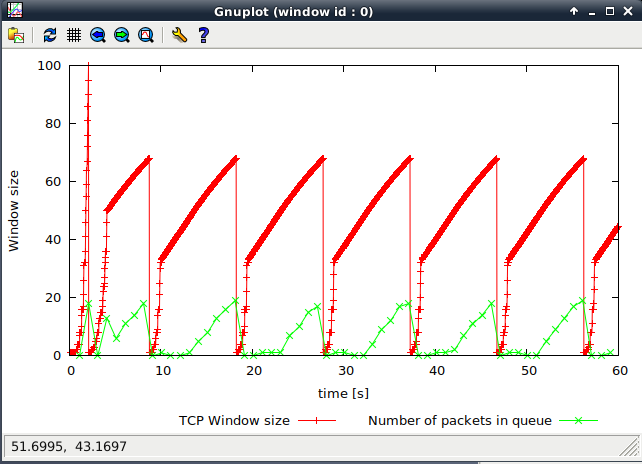 Gnuplot (window id : 0)
100
80
60
40
20
0
Window size
0 10 20 30 40 50 60
time [s]
TCP Window size Number of packets in queue
51.6995, 43.1697